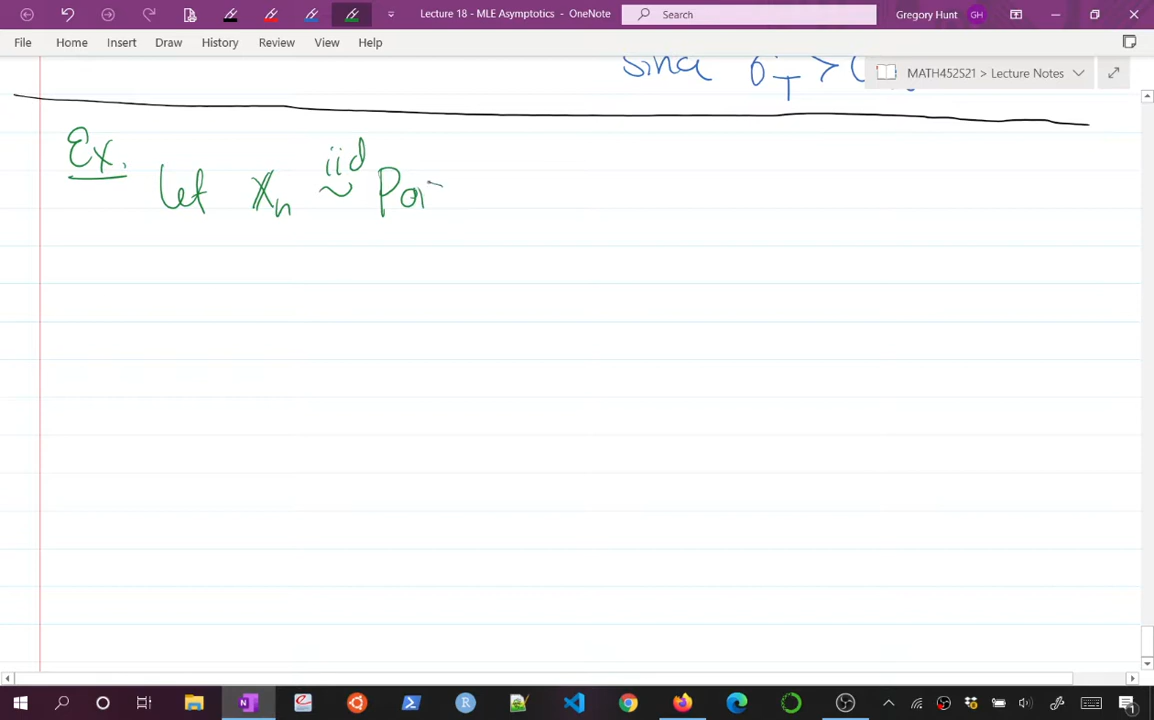 Lecture 18 - MLE Asymptotics - OneNote
Search
Gregory Hunt
GH
File Home Insert Draw History Review View Help
MATH452S21 > Lecture Notes
Ex.
iid
Let Xn ~ Poi